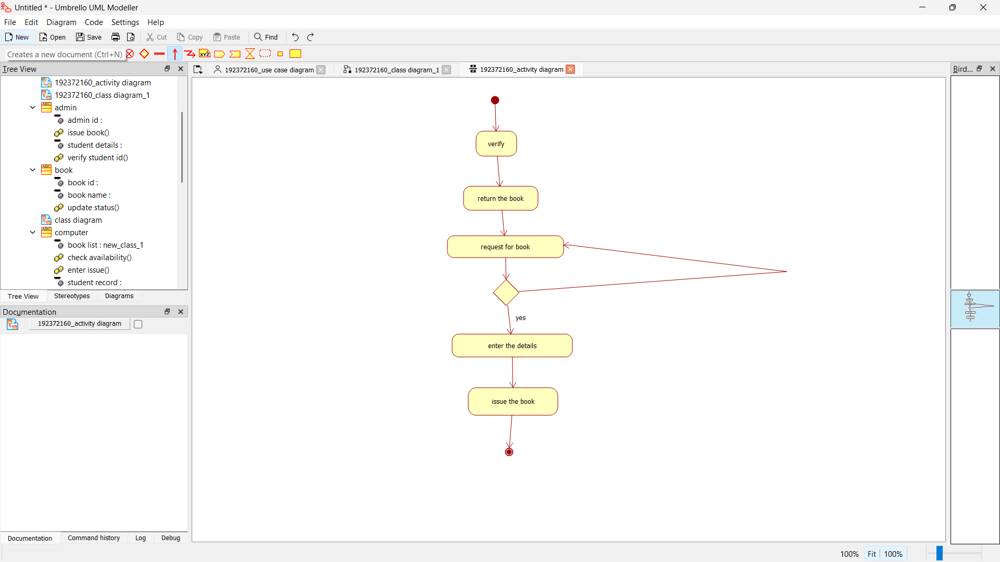 Untitled * - Umbrello UML Modeller
File Edit Diagram Code Settings Help
New Open Save Cut Copy Paste Find
Creates a new document (Ctrl+N)
XYZ
Tree View
192372160_use case diagram
192372160_class diagram_1
192372160_activity diagram
Bird...
192372160_activity diagram
192372160_class diagram_1
ABC admin
admin id :
issue book()
student details :
verify student id()
ABC book
book id :
book name :
update status()
class diagram
ABC computer
book list : new_class_1
check availability()
enter issue()
student record :
Tree View Stereotypes Diagrams
Documentation
192372160_activity diagram
verify
return the book
request for book
yes
enter the details
issue the book
Documentation Command history Log Debug
100% Fit 100%